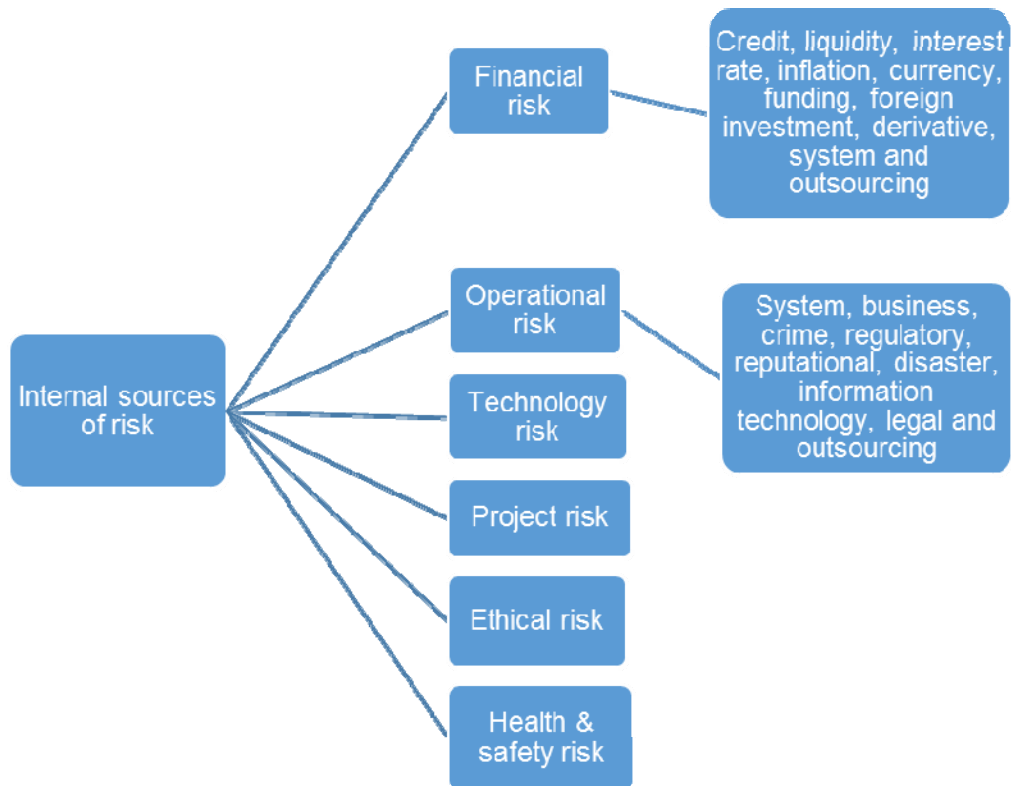 Internal sources
of risk
Financial
risk
Credit, liquidity, interest
rate, inflation, currency,
funding, foreign
investment, derivative,
system and
outsourcing
Operational
risk
System, business,
crime, regulatory,
reputational, disaster,
information
technology, legal and
outsourcing
Technology
risk
Project risk
Ethical risk
Health &
safety risk